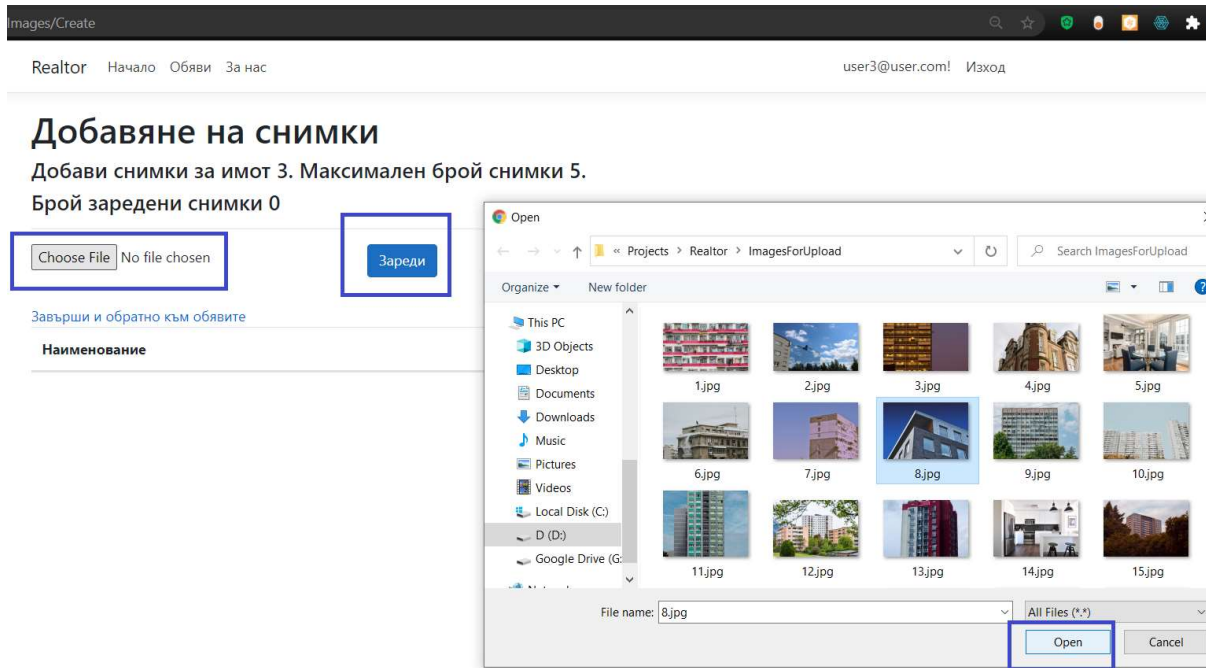 mages/Create
Realtor Начало Обяви За нас user3@user.com! Изход
Добавяне на снимки
Добави снимки за имот 3. Максимален брой снимки 5.
Брой заредени снимки 0
Choose File No file chosen
Зареди
Завърши и обратно към обявите
Наименование
Open
« Projects > Realtor > ImagesForUpload
Search ImagesForUpload
Organize New folder
This PC
3D Objects
Desktop
Documents
Downloads
Music
Pictures
Videos
Local Disk (C:)
D (D:)
Google Drive (G:
1.jpg 2.jpg 3.jpg 4.jpg 5.jpg
6.jpg 7.jpg 8.jpg 9.jpg 10.jpg
11.jpg 12.jpg 13.jpg 14.jpg 15.jpg
File name: 8.jpg All Files (*.*)
Open Cancel